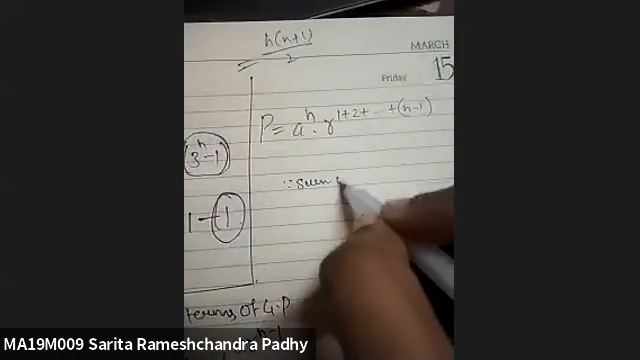 n(n+1)
2
MARCH
Friday 15
P = a^n · r^{1+2+ ... +(n-1)}
3^n - 1
∵ sum
1 - 1
terms of G.P
n-1
MA19M009 Sarita Rameshchandra Padhy